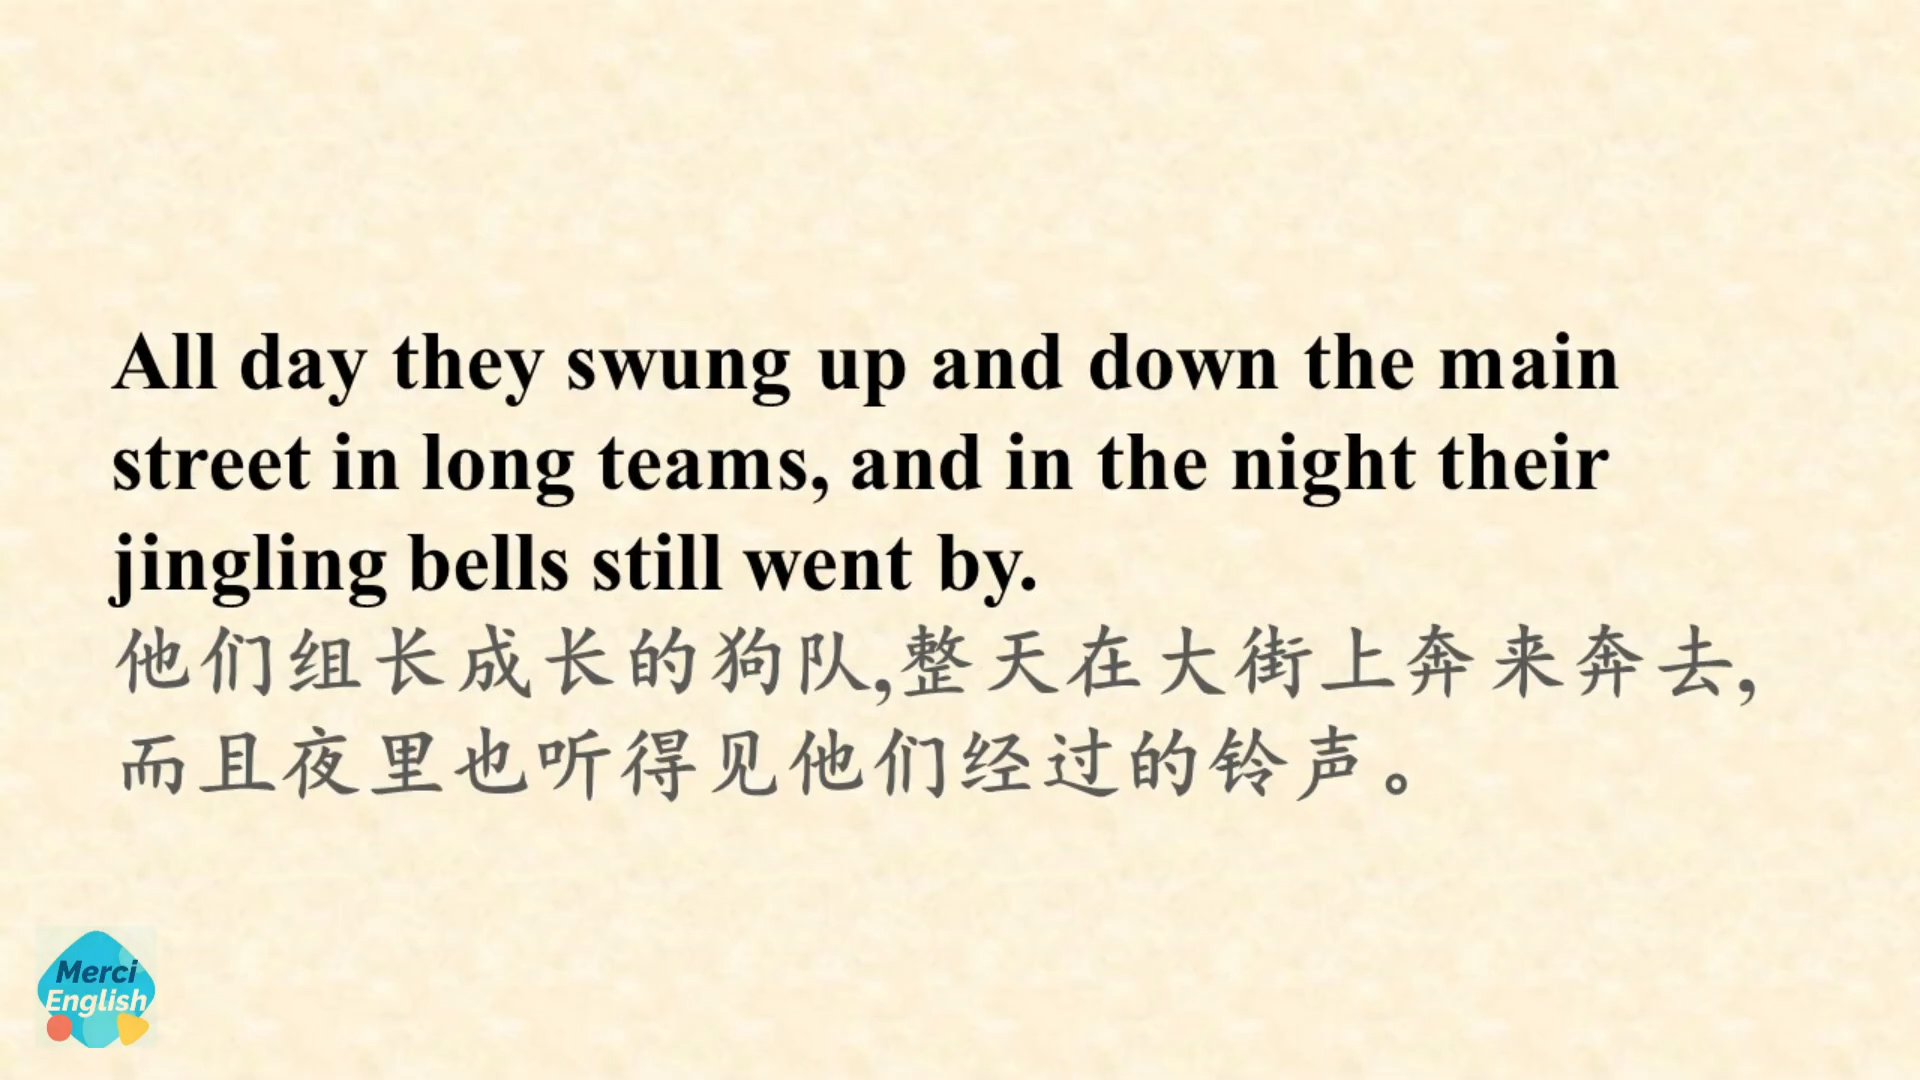 All day they swung up and down the main
street in long teams, and in the night their
jingling bells still went by.
他们组长成长的狗队,整天在大街上奔来奔去,
而且夜里也听得见他们经过的铃声。
Merci
English